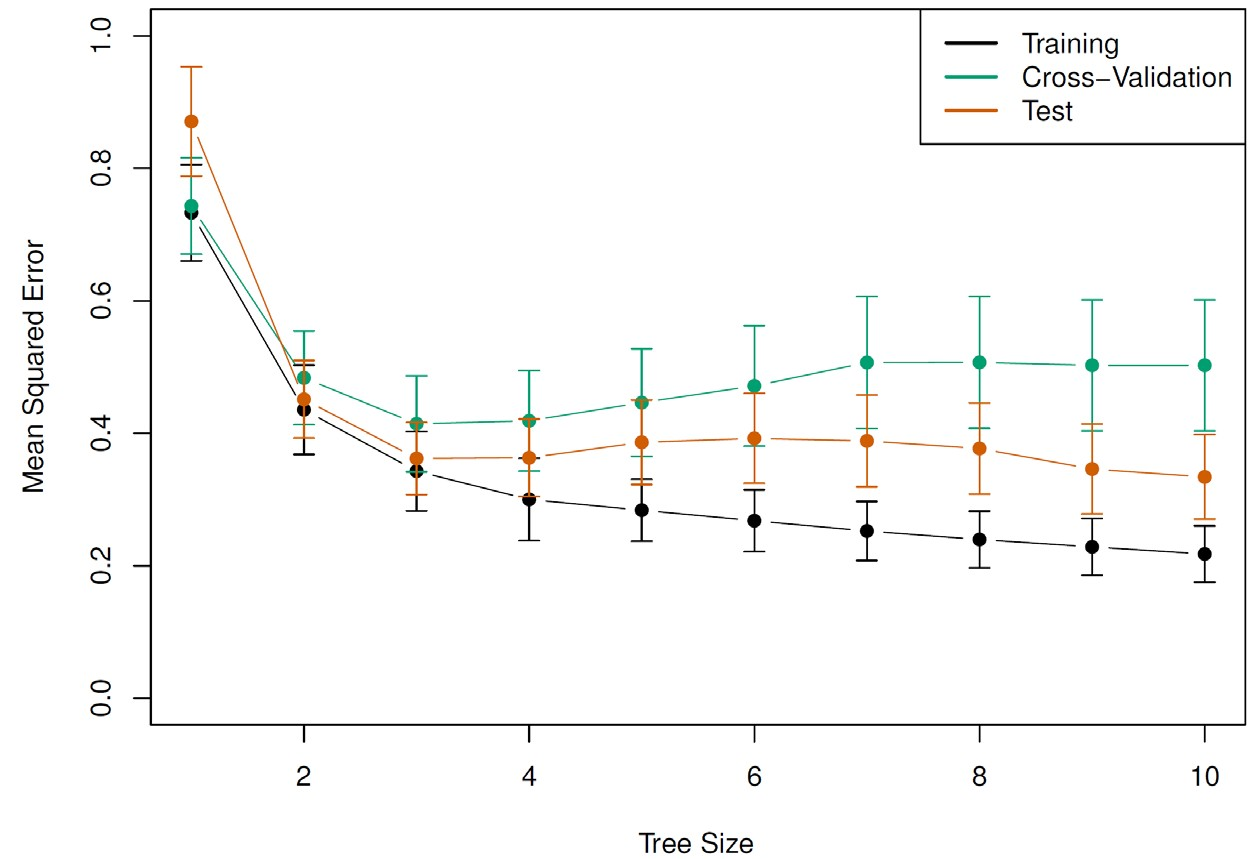 1.0
0.8
0.6
0.4
0.2
0.0
Mean Squared Error
Training
Cross−Validation
Test
2 4 6 8 10
Tree Size